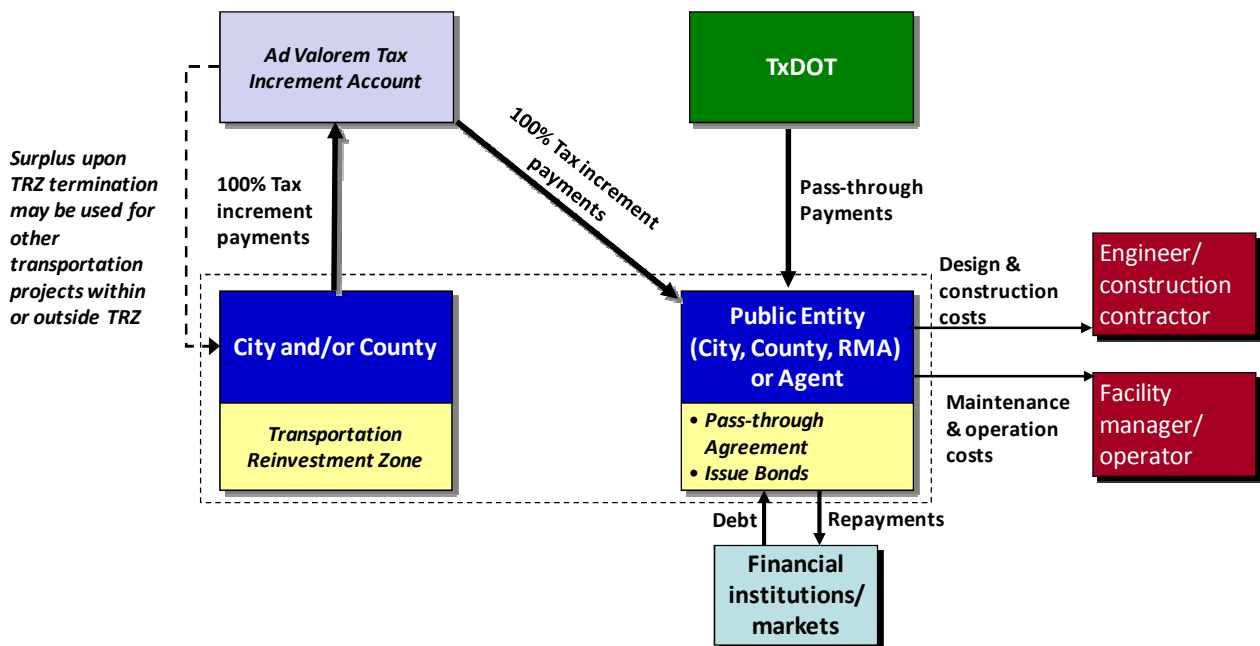 Ad Valorem Tax
Increment Account
TxDOT
Surplus upon
TRZ termination
may be used for
other
transportation
projects within
or outside TRZ
100% Tax
increment
payments
100% Tax increment
payments
Pass-through
Payments
City and/or County
Transportation
Reinvestment Zone
Public Entity
(City, County, RMA)
or Agent
• Pass-through
Agreement
• Issue Bonds
Design &
construction
costs
Engineer/
construction
contractor
Maintenance
& operation
costs
Facility
manager/
operator
Debt
Repayments
Financial
institutions/
markets